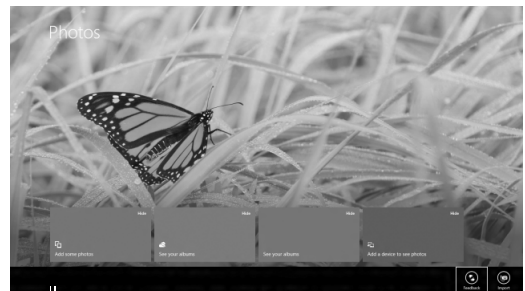 Photos
Hide
Hide
Hide
Hide
Add some photos
See your albums
See your albums
Add a device to see photos
Feedback
Import